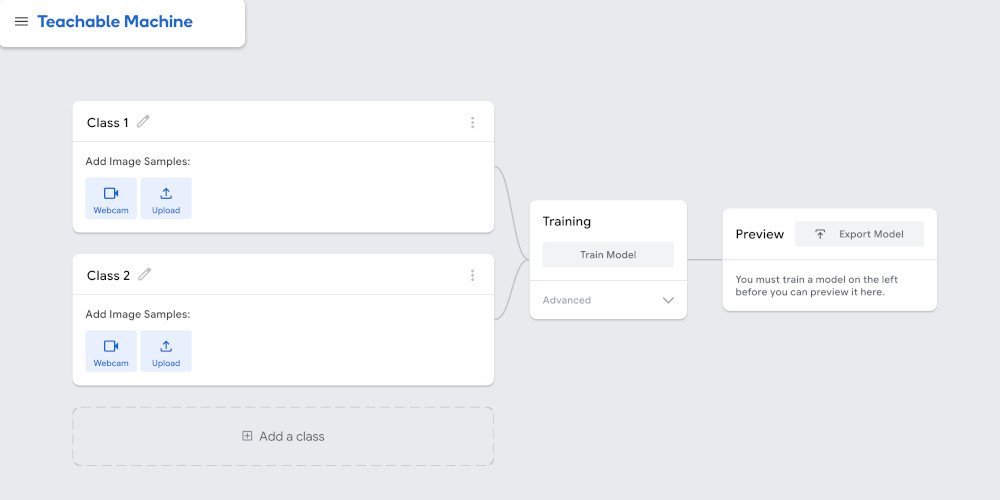 Teachable Machine
Class 1
Add Image Samples:
Webcam
Upload
Class 2
Add Image Samples:
Webcam
Upload
Add a class
Training
Train Model
Advanced
Preview
Export Model
You must train a model on the left
before you can preview it here.